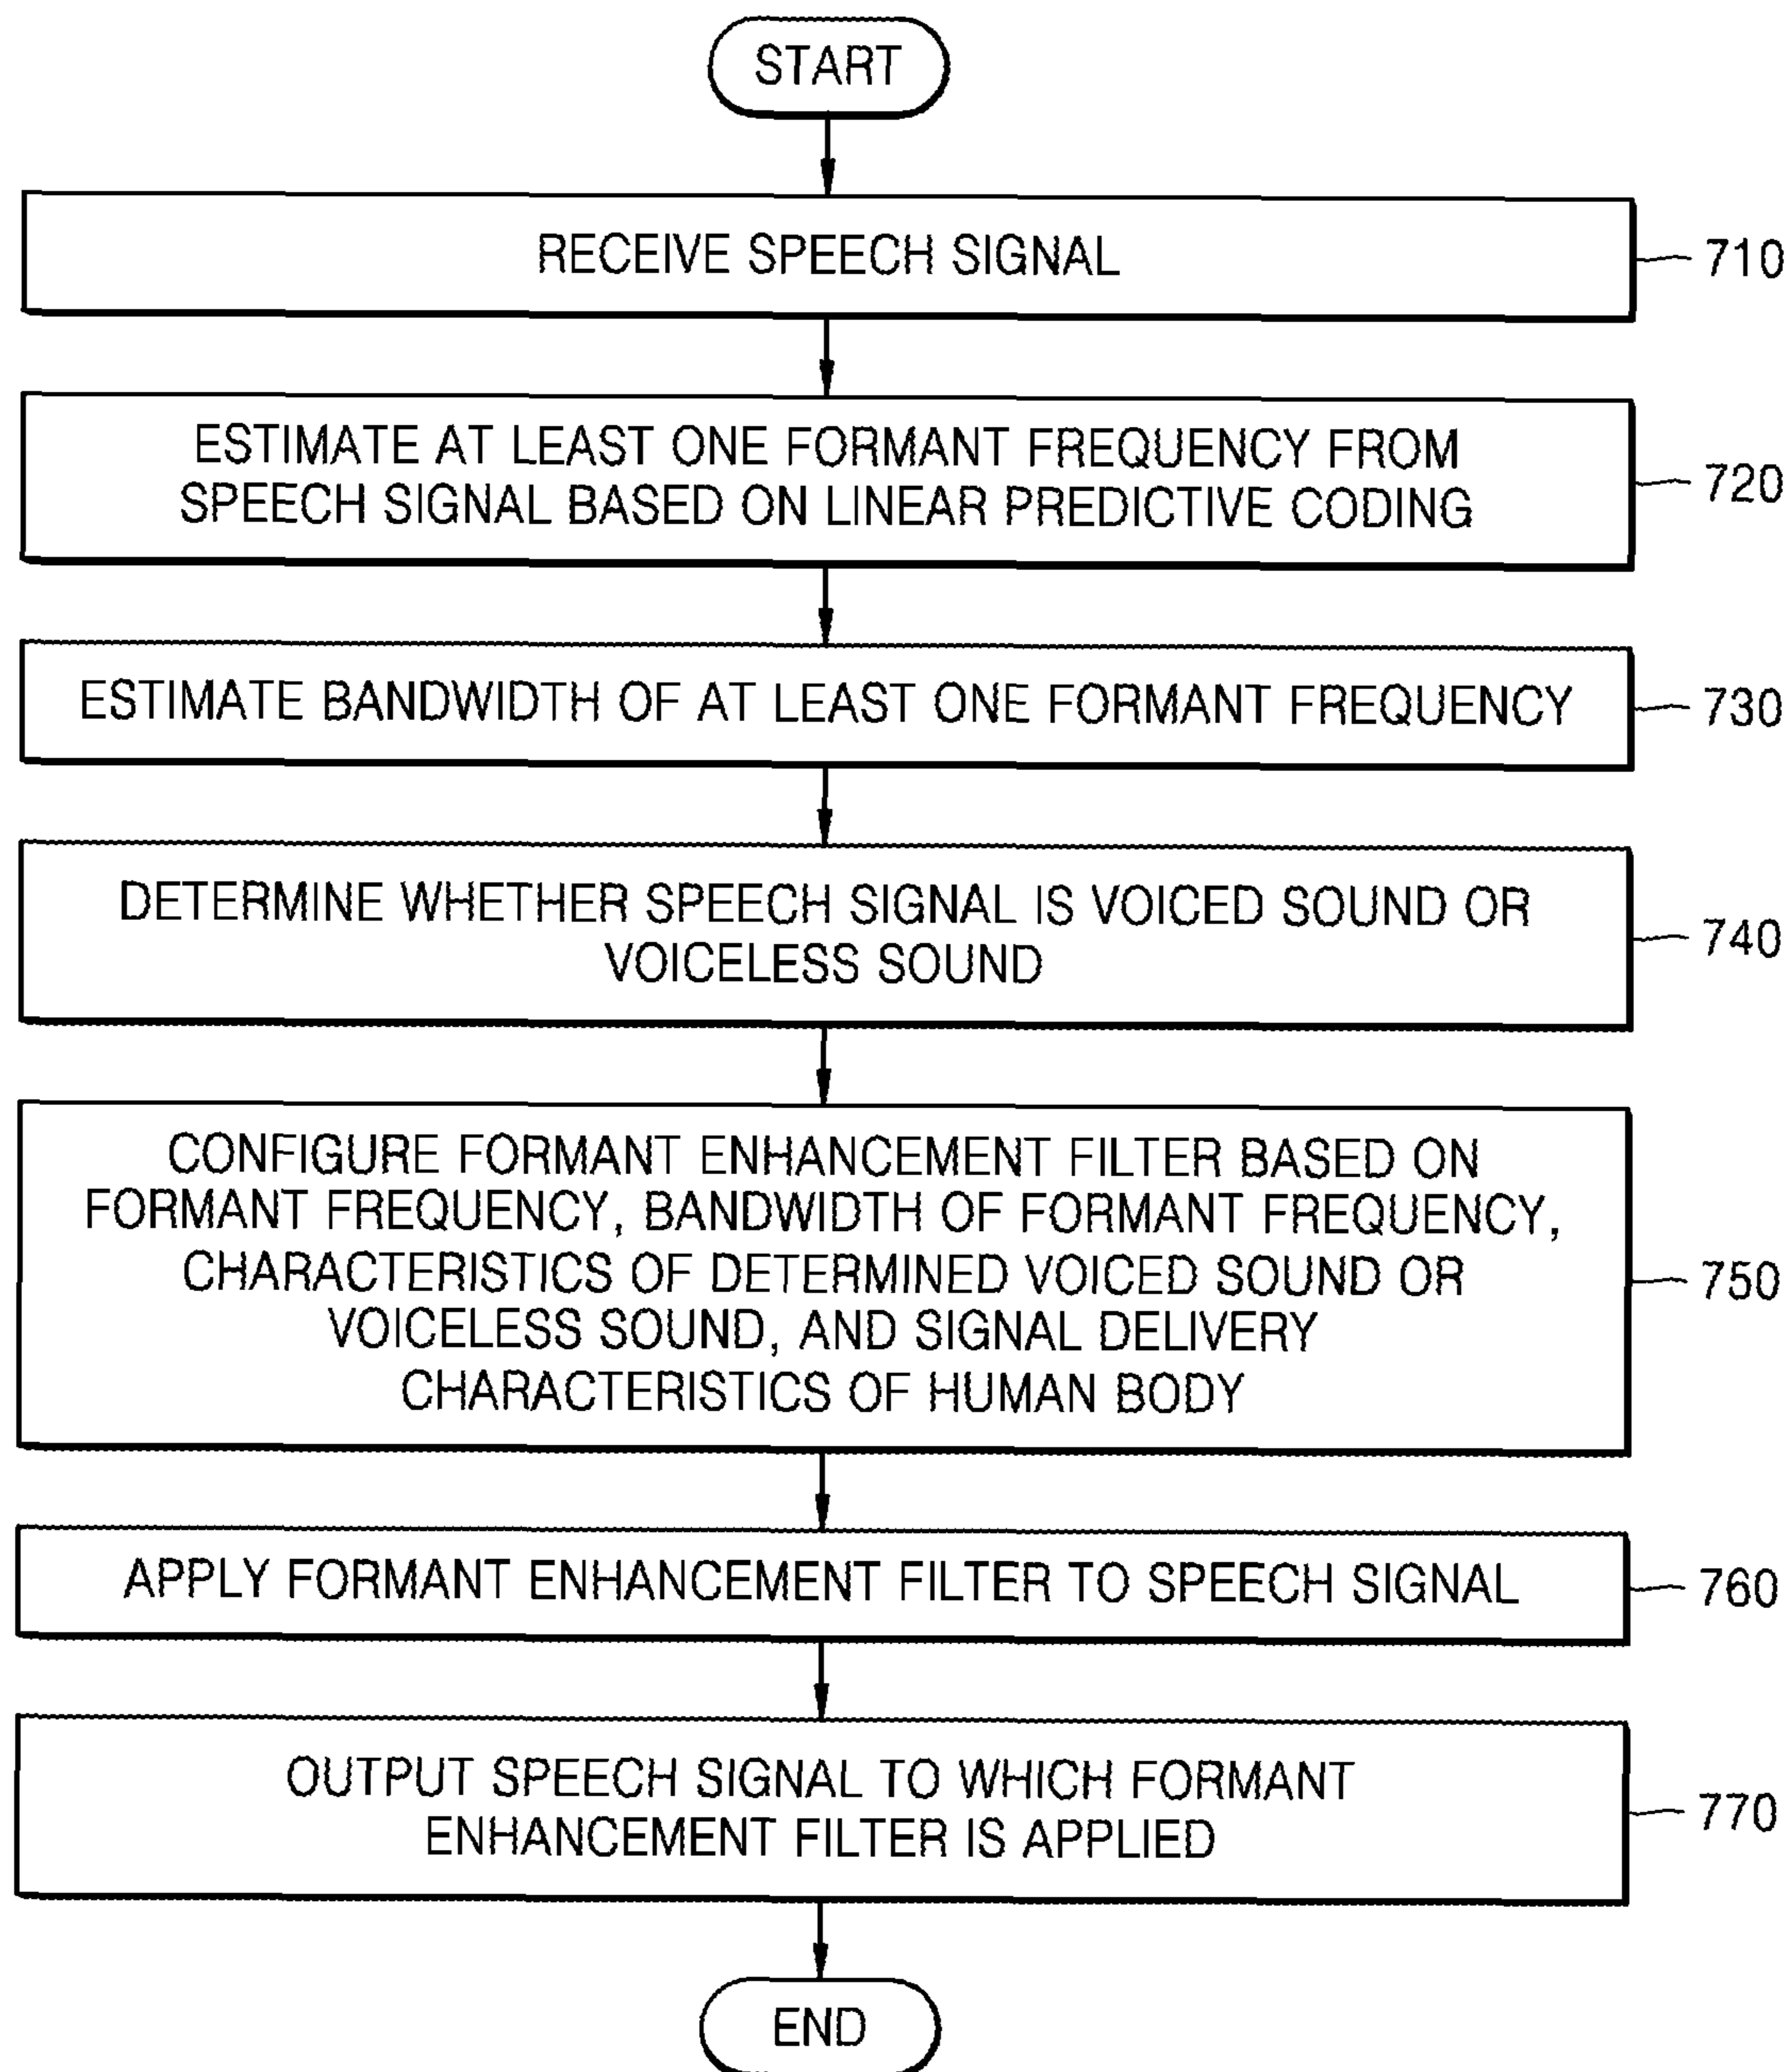 START
RECEIVE SPEECH SIGNAL
710
ESTIMATE AT LEAST ONE FORMANT FREQUENCY FROM
SPEECH SIGNAL BASED ON LINEAR PREDICTIVE CODING
720
ESTIMATE BANDWIDTH OF AT LEAST ONE FORMANT FREQUENCY
730
DETERMINE WHETHER SPEECH SIGNAL IS VOICED SOUND OR
VOICELESS SOUND
740
CONFIGURE FORMANT ENHANCEMENT FILTER BASED ON
FORMANT FREQUENCY, BANDWIDTH OF FORMANT FREQUENCY,
CHARACTERISTICS OF DETERMINED VOICED SOUND OR
VOICELESS SOUND, AND SIGNAL DELIVERY
CHARACTERISTICS OF HUMAN BODY
750
APPLY FORMANT ENHANCEMENT FILTER TO SPEECH SIGNAL
760
OUTPUT SPEECH SIGNAL TO WHICH FORMANT
ENHANCEMENT FILTER IS APPLIED
770
END